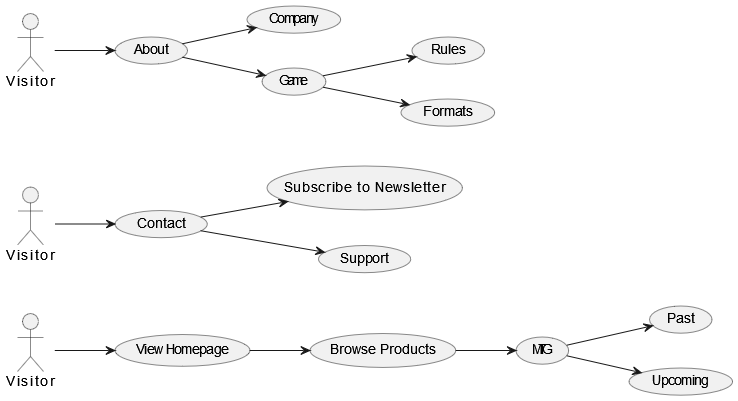 Company
About
Rules
Game
Formats
Visitor
Subscribe to Newsletter
Contact
Support
Visitor
Past
View Homepage
Browse Products
MTG
Upcoming
Visitor